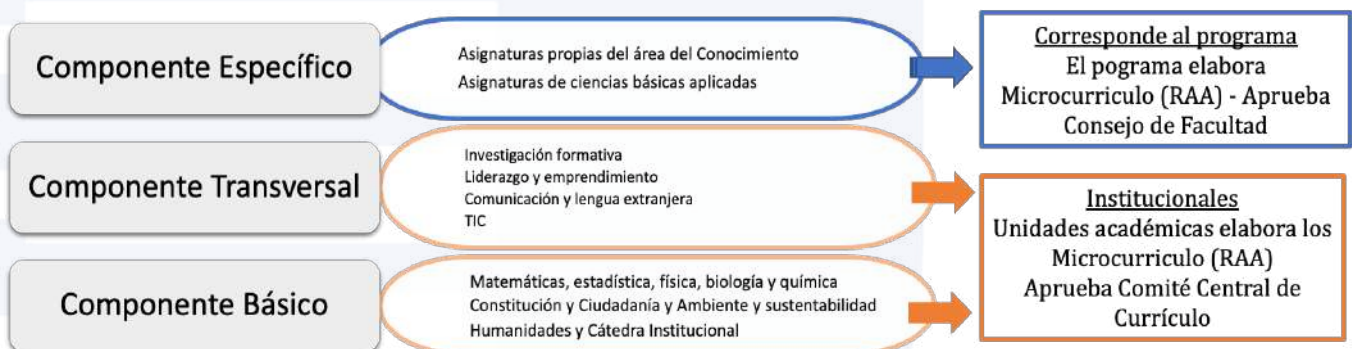 Componente Específico
Asignaturas propias del área del Conocimiento
Asignaturas de ciencias básicas aplicadas
Corresponde al programa
El pograma elabora
Microcurriculo (RAA) - Aprueba
Consejo de Facultad
Componente Transversal
Investigación formativa
Liderazgo y emprendimiento
Comunicación y lengua extranjera
TIC
Institucionales
Unidades académicas elabora los
Microcurriculo (RAA)
Aprueba Comité Central de
Currículo
Componente Básico
Matemáticas, estadística, física, biología y química
Constitución y Ciudadanía y Ambiente y sustentabilidad
Humanidades y Cátedra Institucional